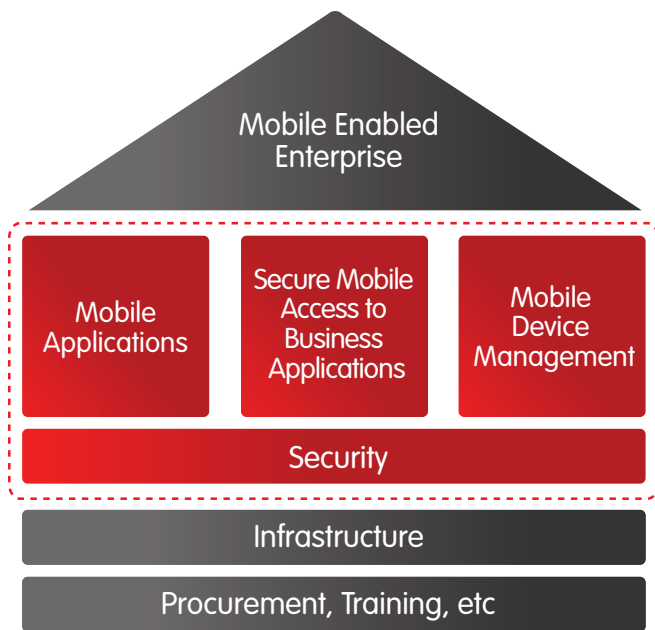 Mobile Enabled
Enterprise
Mobile
Applications
Secure Mobile
Access to
Business
Applications
Mobile
Device
Management
Security
Infrastructure
Procurement, Training, etc